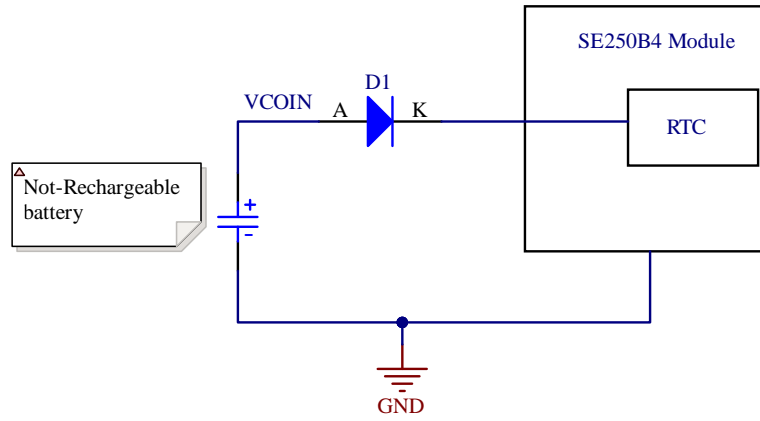 SE250B4 Module
D1
VCOIN
A
K
RTC
Not-Rechargeable
battery
+
-
GND